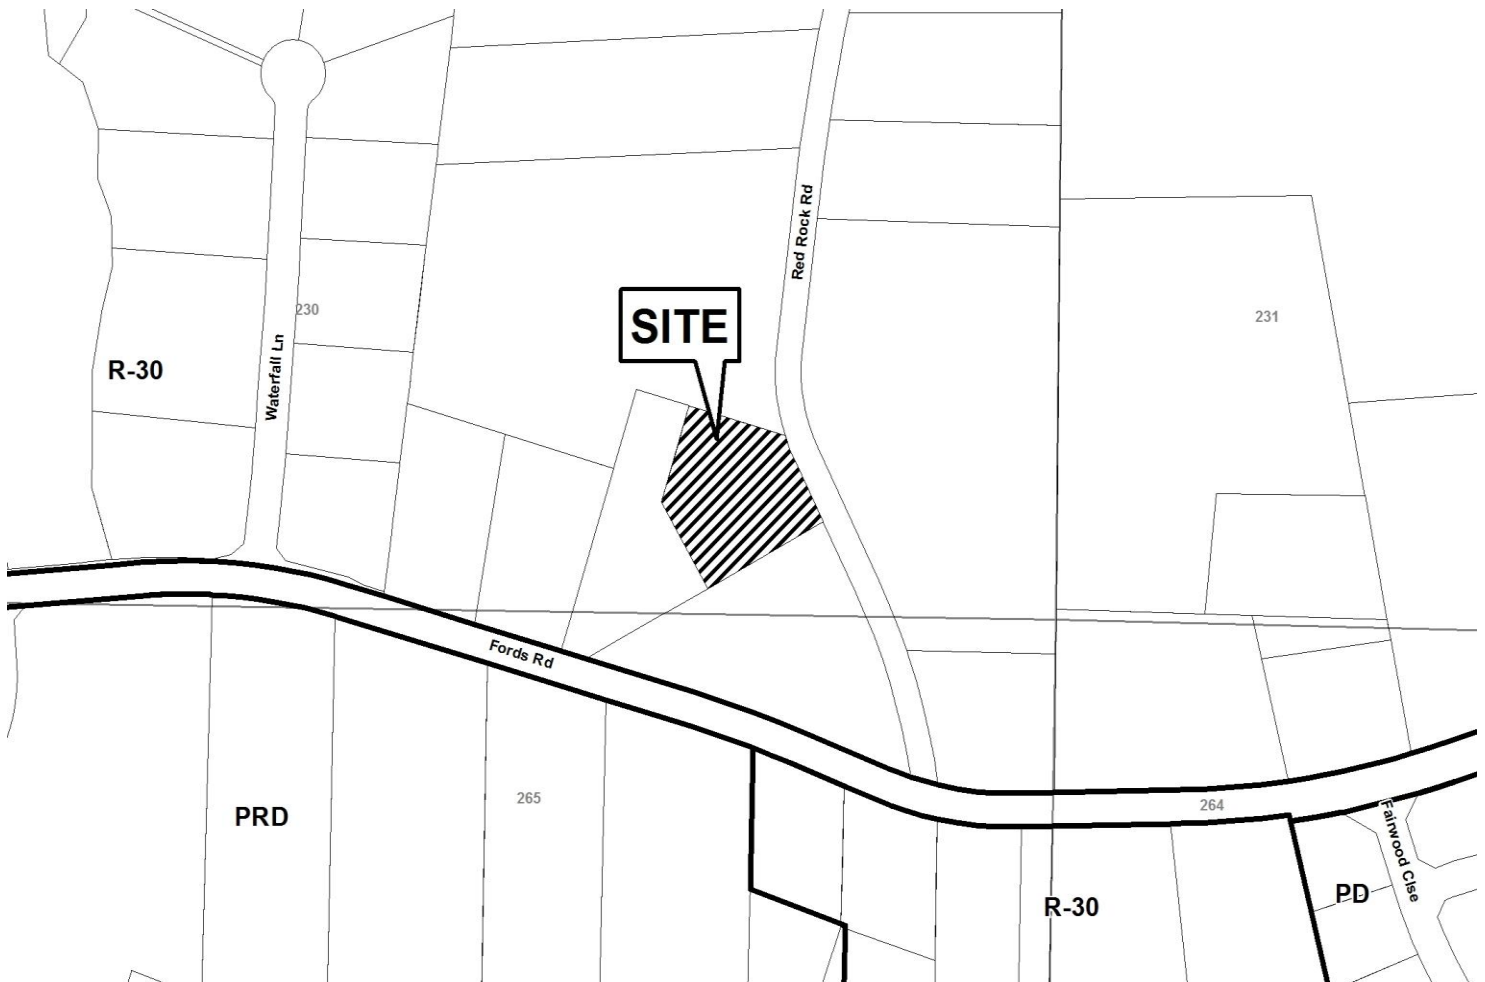 Red Rock Rd
230
SITE
231
Waterfall Ln
R-30
Fords Rd
265
264
PRD
Fairwood Clse
PD
R-30